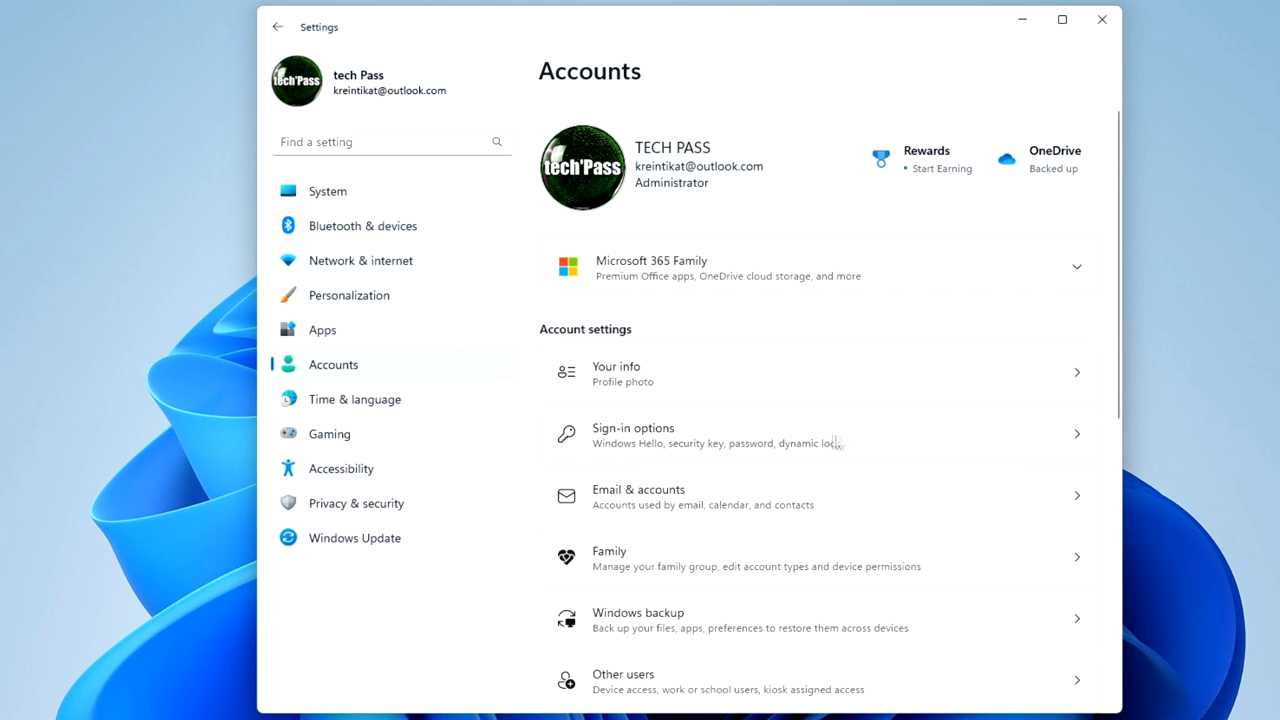 Settings
tech'Pass
tech Pass
kreintikat@outlook.com
Find a setting
System
Bluetooth & devices
Network & internet
Personalization
Apps
Accounts
Time & language
Gaming
Accessibility
Privacy & security
Windows Update
Accounts
tech'Pass
TECH PASS
kreintikat@outlook.com
Administrator
Rewards
• Start Earning
OneDrive
Backed up
Microsoft 365 Family
Premium Office apps, OneDrive cloud storage, and more
Account settings
Your info
Profile photo
Sign-in options
Windows Hello, security key, password, dynamic lock
Email & accounts
Accounts used by email, calendar, and contacts
Family
Manage your family group, edit account types and device permissions
Windows backup
Back up your files, apps, preferences to restore them across devices
Other users
Device access, work or school users, kiosk assigned access